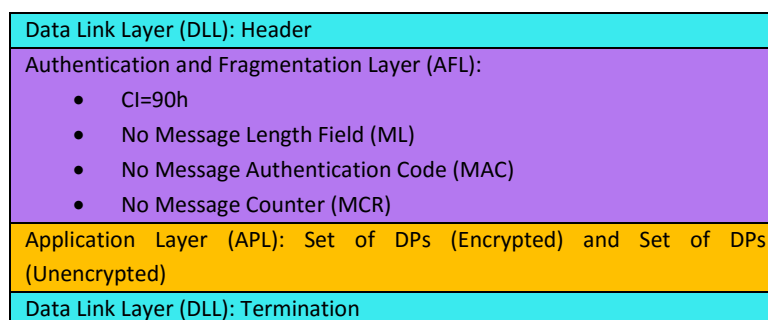 Data Link Layer (DLL): Header
Authentication and Fragmentation Layer (AFL):
• CI=90h
• No Message Length Field (ML)
• No Message Authentication Code (MAC)
• No Message Counter (MCR)
Application Layer (APL): Set of DPs (Encrypted) and Set of DPs
(Unencrypted)
Data Link Layer (DLL): Termination